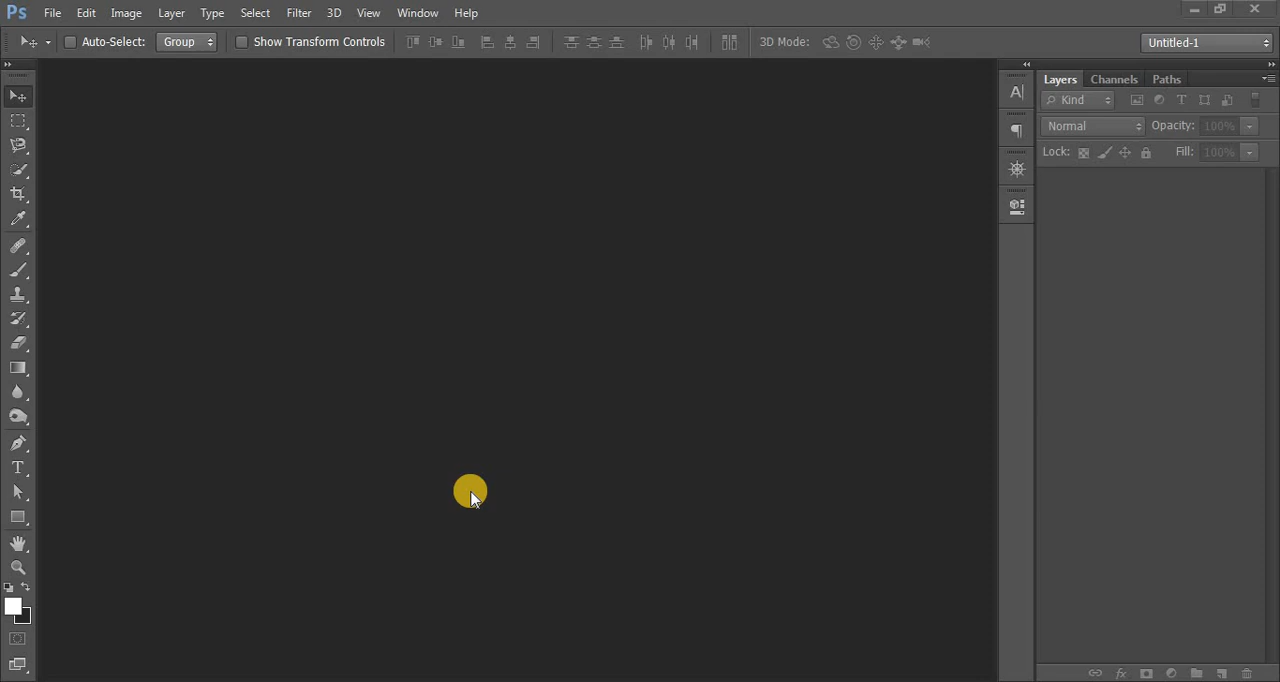 Ps File Edit Image Layer Type Select Filter 3D View Window Help
Auto-Select: Group Show Transform Controls 3D Mode: Untitled-1
Layers Channels Paths
Kind
Normal Opacity: 100%
Lock: Fill: 100%